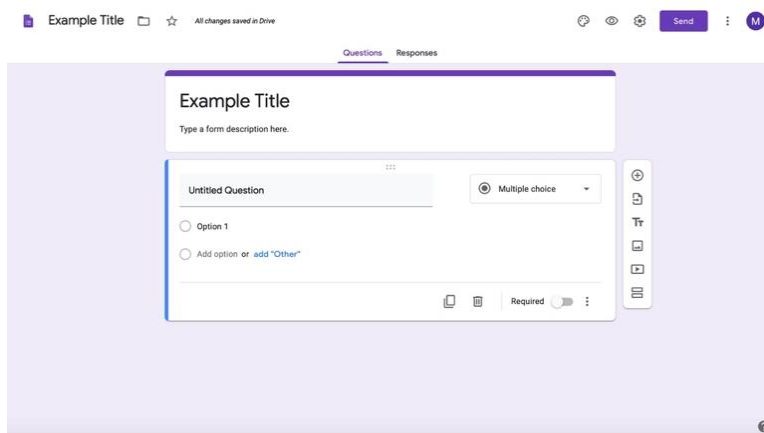 Example Title
All changes saved in Drive
Send
M
Questions Responses
Example Title
Type a form description here.
Untitled Question
Multiple choice
Option 1
Add option or add "Other"
Required
Tт